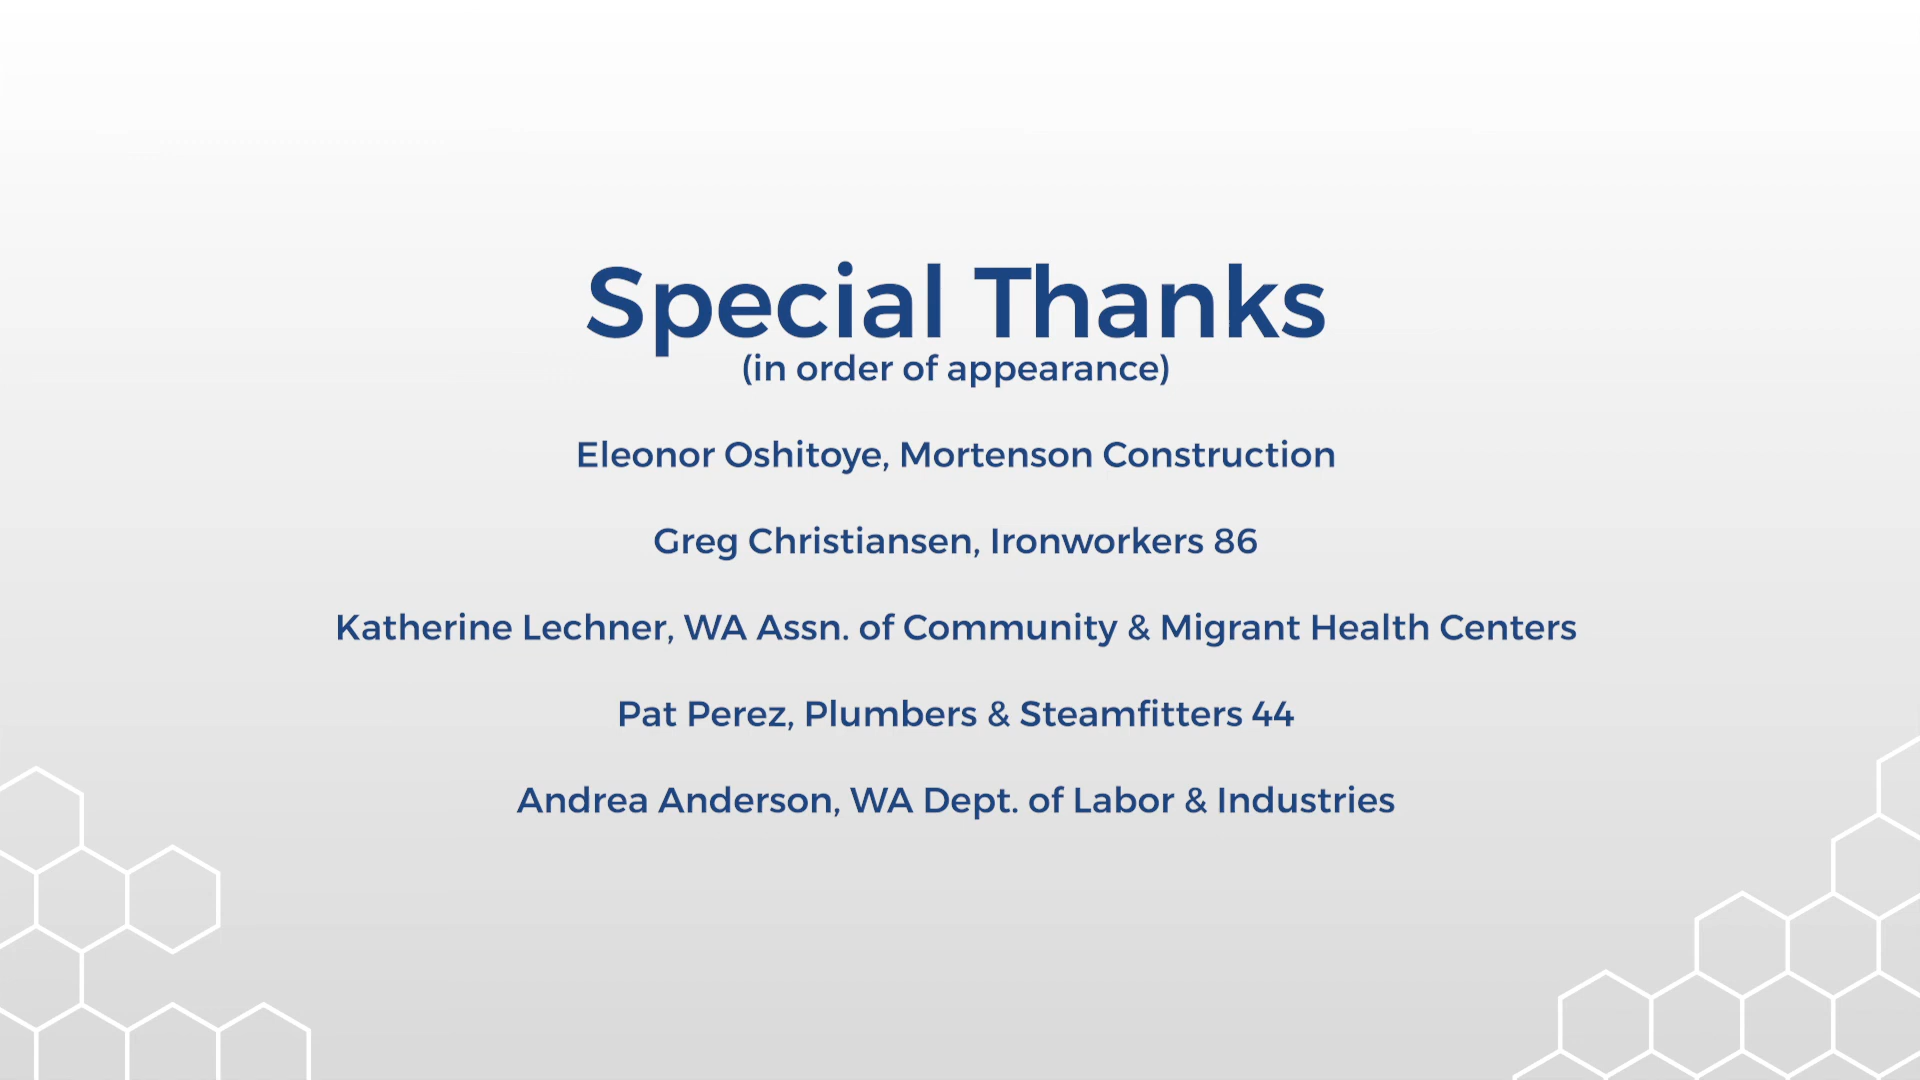 Special Thanks
(in order of appearance)
Eleonor Oshitoye, Mortenson Construction
Greg Christiansen, Ironworkers 86
Katherine Lechner, WA Assn. of Community & Migrant Health Centers
Pat Perez, Plumbers & Steamfitters 44
Andrea Anderson, WA Dept. of Labor & Industries